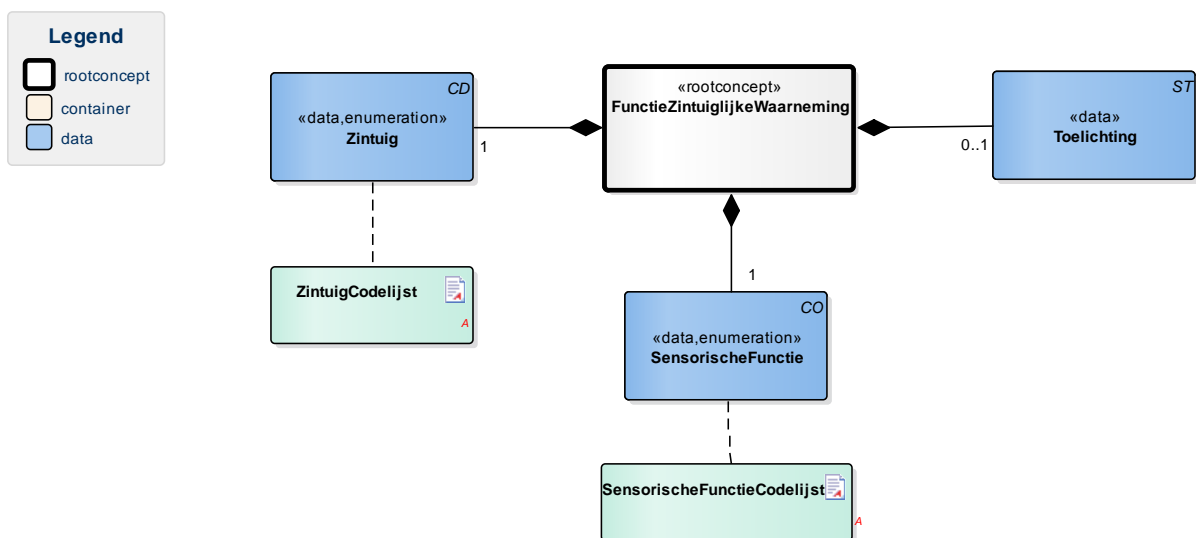 Legend
rootconcept
container
data
CD
«data,enumeration»
Zintuig
1
«rootconcept»
FunctieZintuiglijkeWaarneming
ST
«data»
Toelichting
0..1
ZintuigCodelijst
A
1
CO
«data,enumeration»
SensorischeFunctie
SensorischeFunctieCodelijst
A